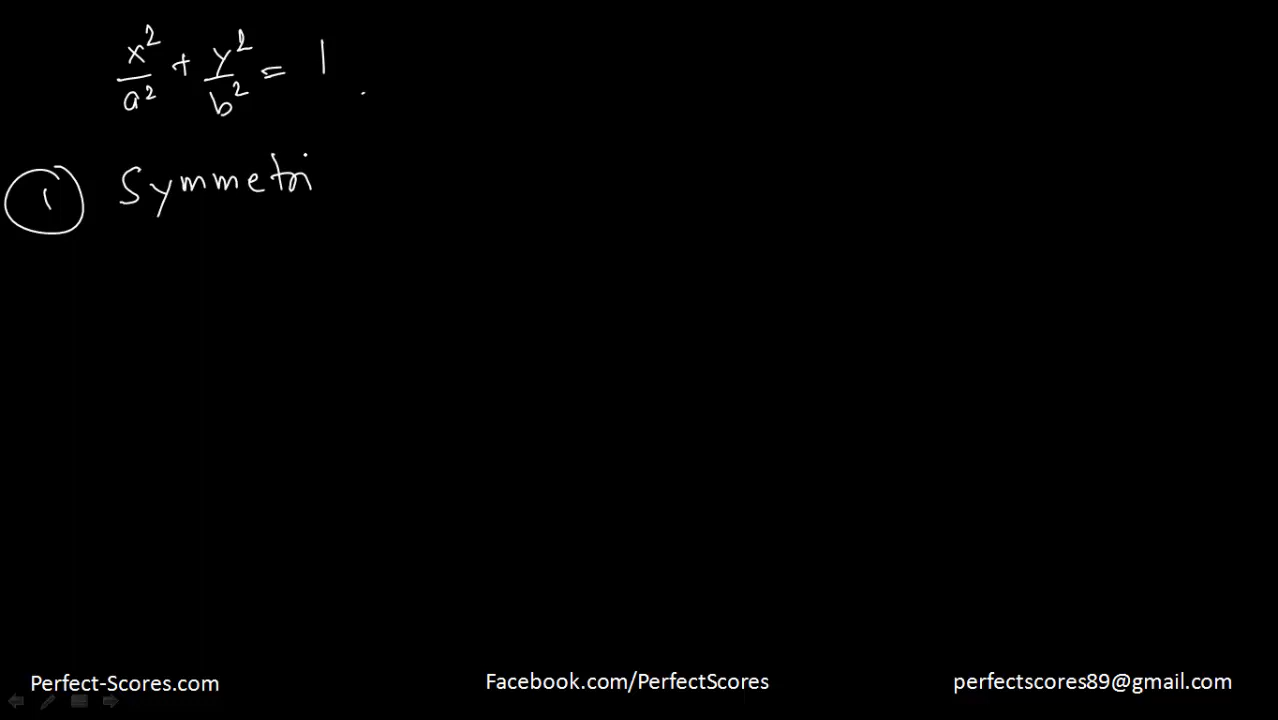 x²/a² + y²/b² = 1
① Symmetri
Perfect-Scores.com
Facebook.com/PerfectScores
perfectscores89@gmail.com